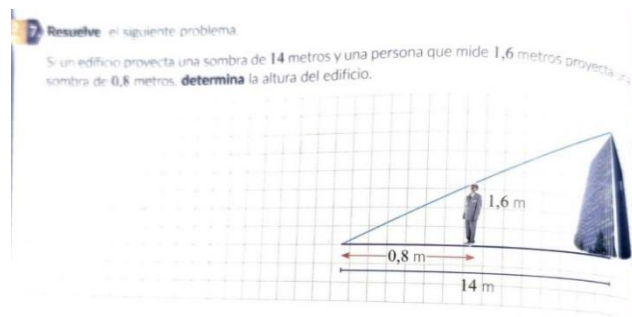 7 Resuelve el siguiente problema.
Si un edificio proyecta una sombra de 14 metros y una persona que mide 1,6 metros proyecta una
sombra de 0,8 metros, determina la altura del edificio.
1,6 m
0,8 m
14 m